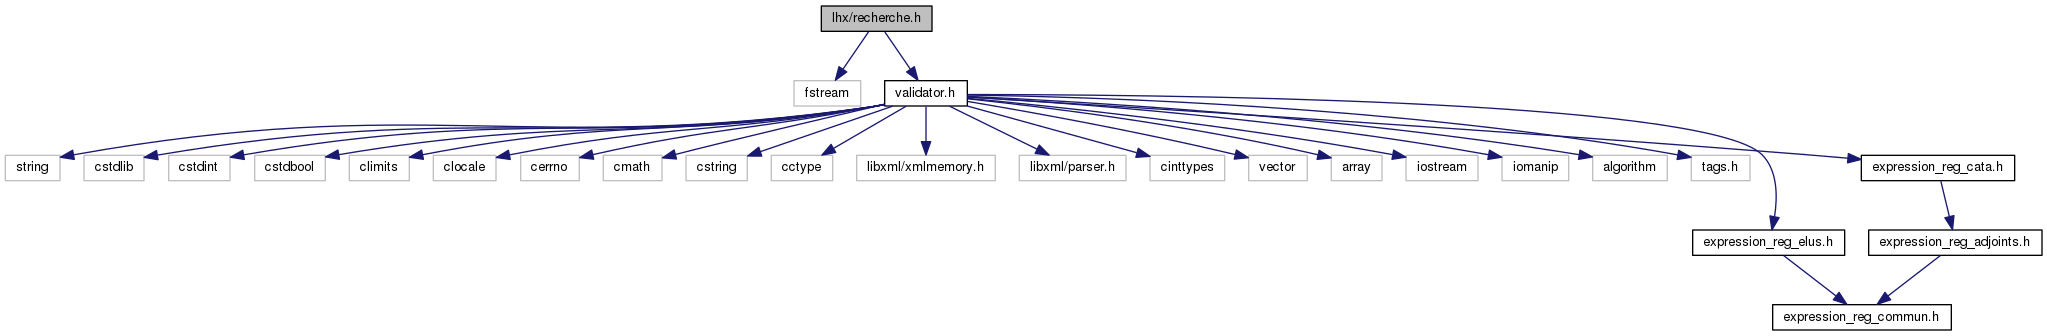 lhx/recherche.h
fstream
validator.h
string
cstdlib
cstdint
cstdbool
climits
clocale
cerrno
cmath
cstring
cctype
libxml/xmlmemory.h
libxml/parser.h
cinttypes
vector
array
iostream
iomanip
algorithm
tags.h
expression_reg_cata.h
expression_reg_elus.h
expression_reg_adjoints.h
expression_reg_commun.h